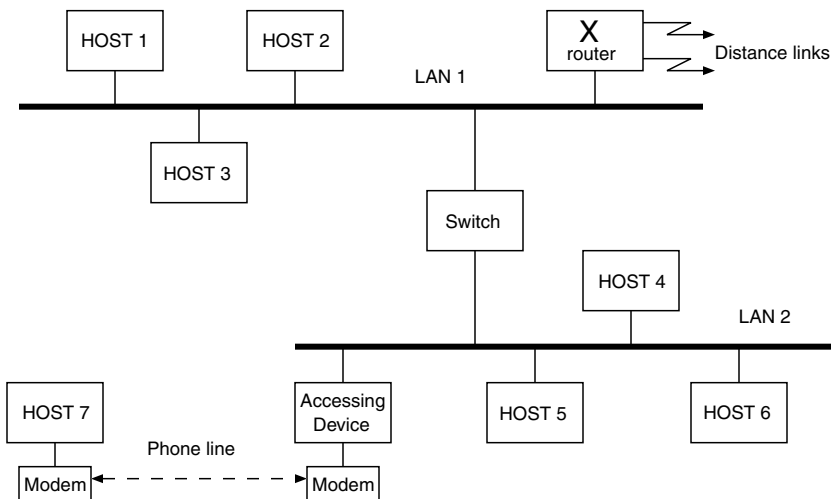 HOST 1
HOST 2
X
router
Distance links
LAN 1
HOST 3
Switch
HOST 4
LAN 2
HOST 7
Accessing
Device
HOST 5
HOST 6
Phone line
Modem
Modem